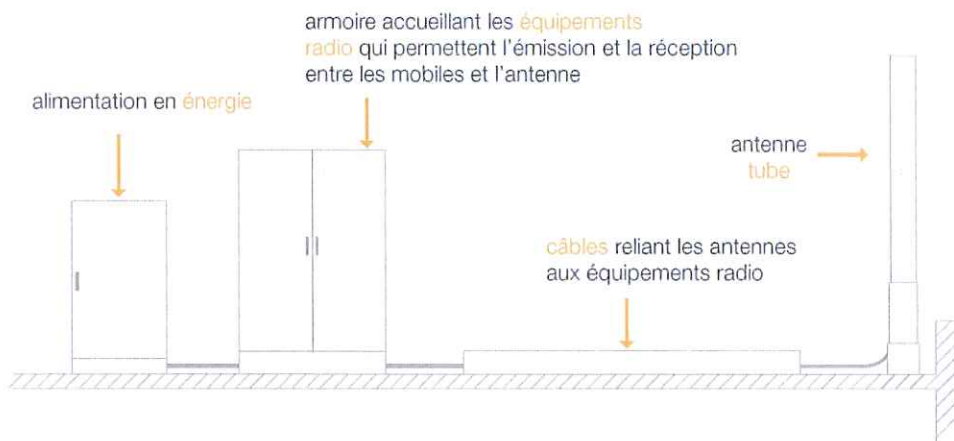 armoire accueillant les équipements
radio qui permettent l'émission et la réception
entre les mobiles et l'antenne
alimentation en énergie
antenne
tube
câbles reliant les antennes
aux équipements radio